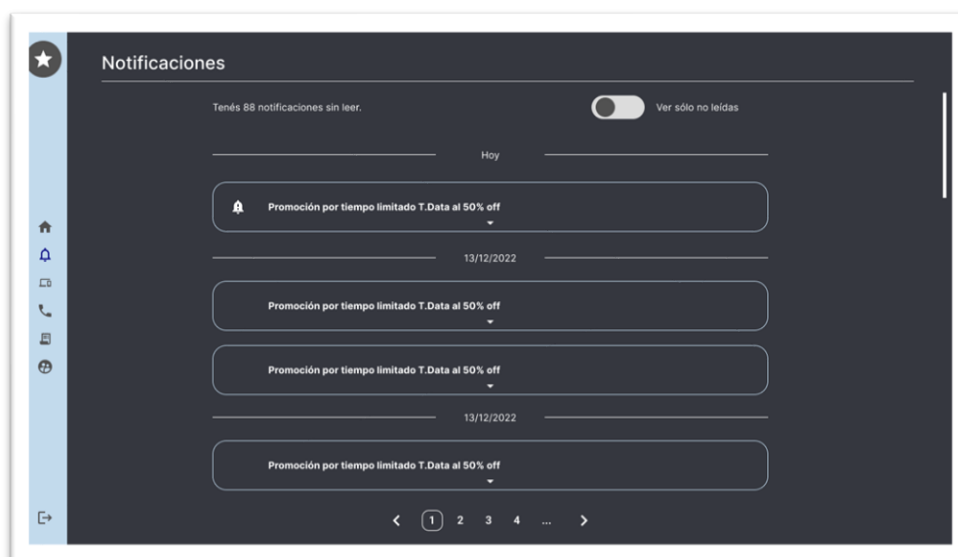 Notificaciones
Tenés 88 notificaciones sin leer.
Ver sólo no leídas
Hoy
Promoción por tiempo limitado T.Data al 50% off
13/12/2022
Promoción por tiempo limitado T.Data al 50% off
Promoción por tiempo limitado T.Data al 50% off
13/12/2022
Promoción por tiempo limitado T.Data al 50% off
1 2 3 4 ...